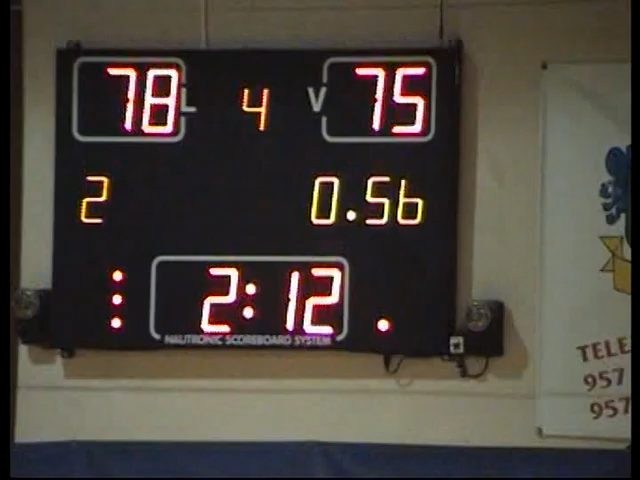 78 L 4 V 75
2 0.56
2:12 .
NAUTRONIC SCOREBOARD SYSTEM
TELE
957
957